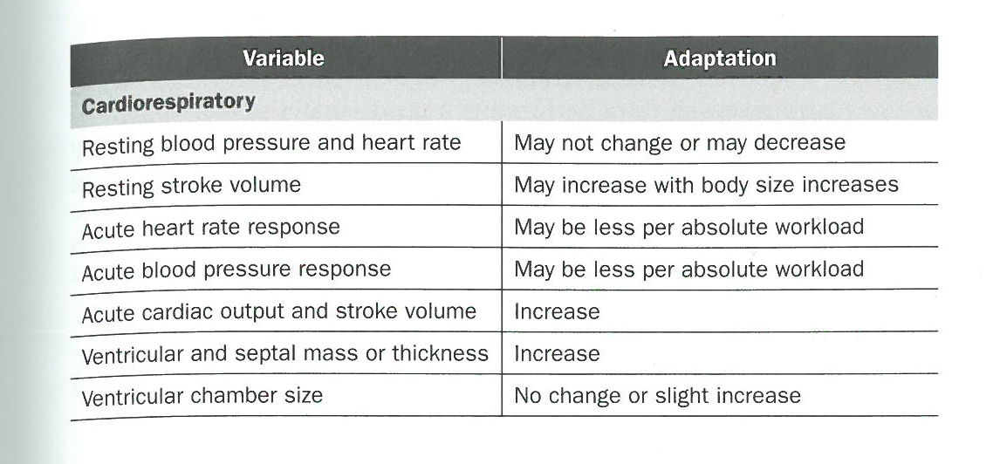 Variable Adaptation
Cardiorespiratory
Resting blood pressure and heart rate May not change or may decrease
Resting stroke volume May increase with body size increases
Acute heart rate response May be less per absolute workload
Acute blood pressure response May be less per absolute workload
Acute cardiac output and stroke volume Increase
Ventricular and septal mass or thickness Increase
Ventricular chamber size No change or slight increase